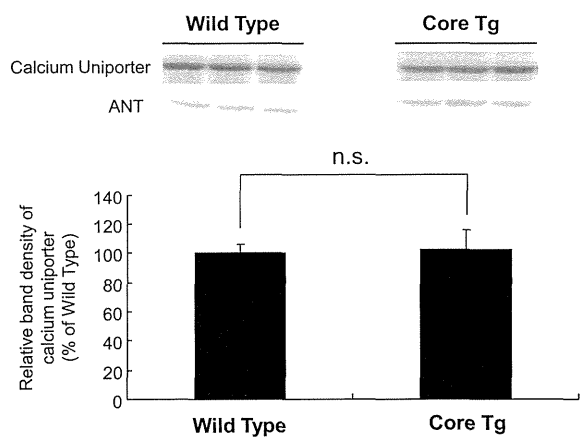 Wild Type
Core Tg
Calcium Uniporter
ANT
n.s.
Relative band density of
calcium uniporter
(% of Wild Type)
140
120
100
80
60
40
20
0
Wild Type
Core Tg